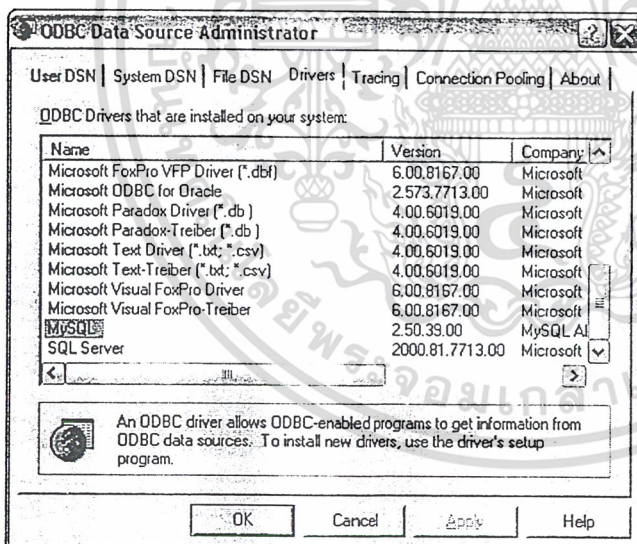 ODBC Data Source Administrator
User DSN System DSN File DSN Drivers Tracing Connection Pooling About
ODBC Drivers that are installed on your system:
Name Version Company
Microsoft FoxPro VFP Driver (*.dbf) 6.00.8167.00 Microsoft
Microsoft ODBC for Oracle 2.573.7713.00 Microsoft
Microsoft Paradox Driver (*.db ) 4.00.6019.00 Microsoft
Microsoft Paradox-Treiber (*.db ) 4.00.6019.00 Microsoft
Microsoft Text Driver (*.txt; *.csv) 4.00.6019.00 Microsoft
Microsoft Text-Treiber (*.txt; *.csv) 4.00.6019.00 Microsoft
Microsoft Visual FoxPro Driver 6.00.8167.00 Microsoft
Microsoft Visual FoxPro-Treiber 6.00.8167.00 Microsoft
MySQL 2.50.39.00 MySQL Al
SQL Server 2000.81.7713.00 Microsoft
An ODBC driver allows ODBC-enabled programs to get information from
ODBC data sources. To install new drivers, use the driver's setup
program.
OK Cancel Apply Help